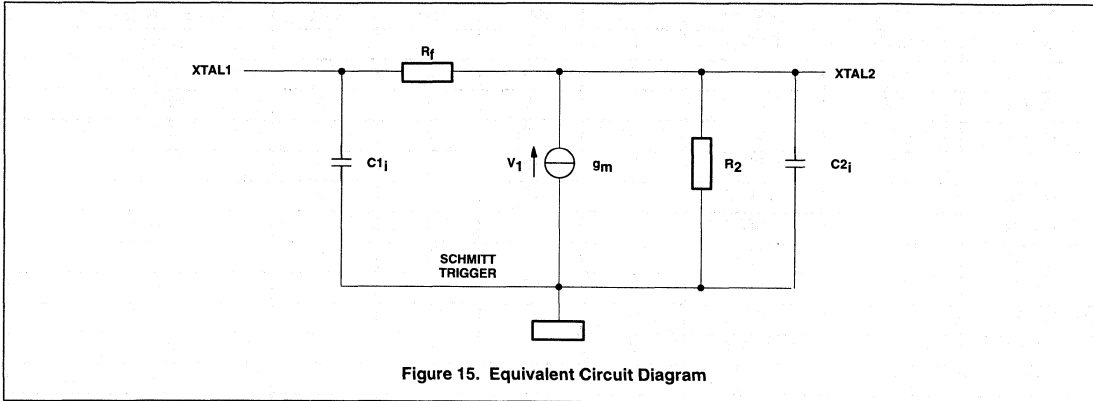 Rf
XTAL1
XTAL2
C1i
V1
gm
R2
C2i
SCHMITT
TRIGGER
Figure 15. Equivalent Circuit Diagram